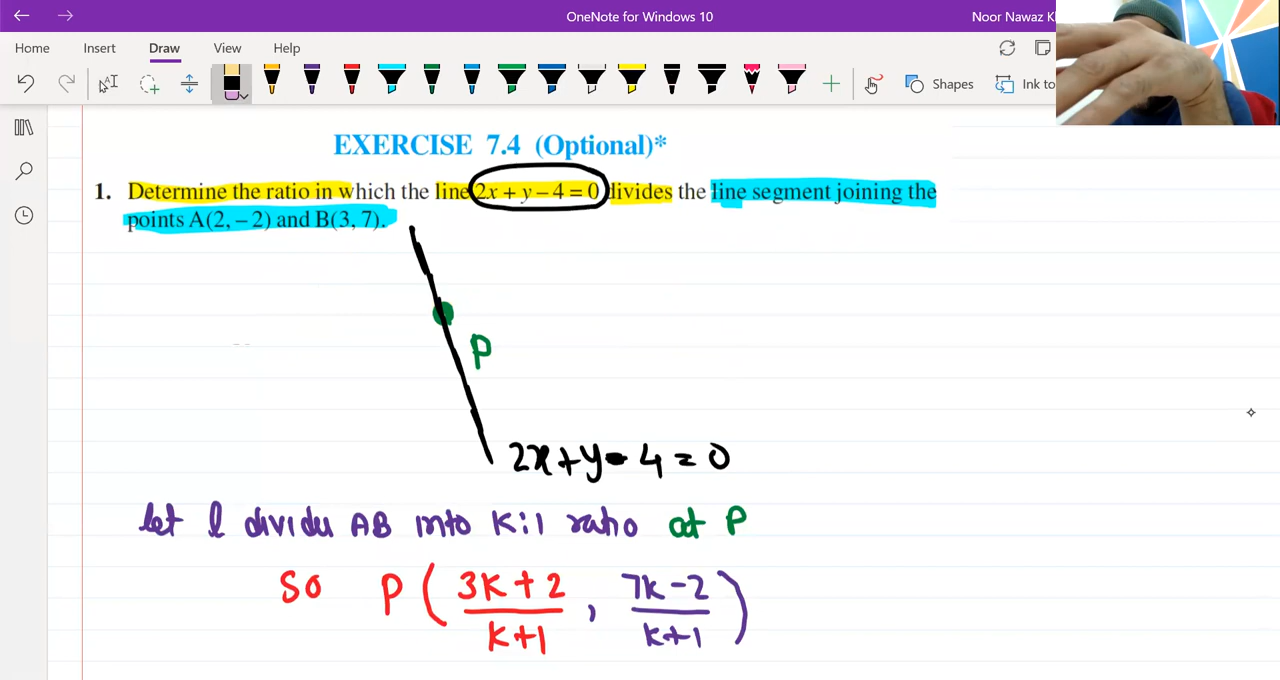 OneNote for Windows 10
Noor Nawaz Kh
Home Insert Draw View Help
Shapes Ink to
EXERCISE 7.4 (Optional)*
1. Determine the ratio in which the line 2x + y – 4 = 0 divides the line segment joining the
points A(2, – 2) and B(3, 7).
P
2x+y-4=0
let l divides AB into K:1 ratio at P
So P( 3K+2/K+1 , 7K-2/K+1 )